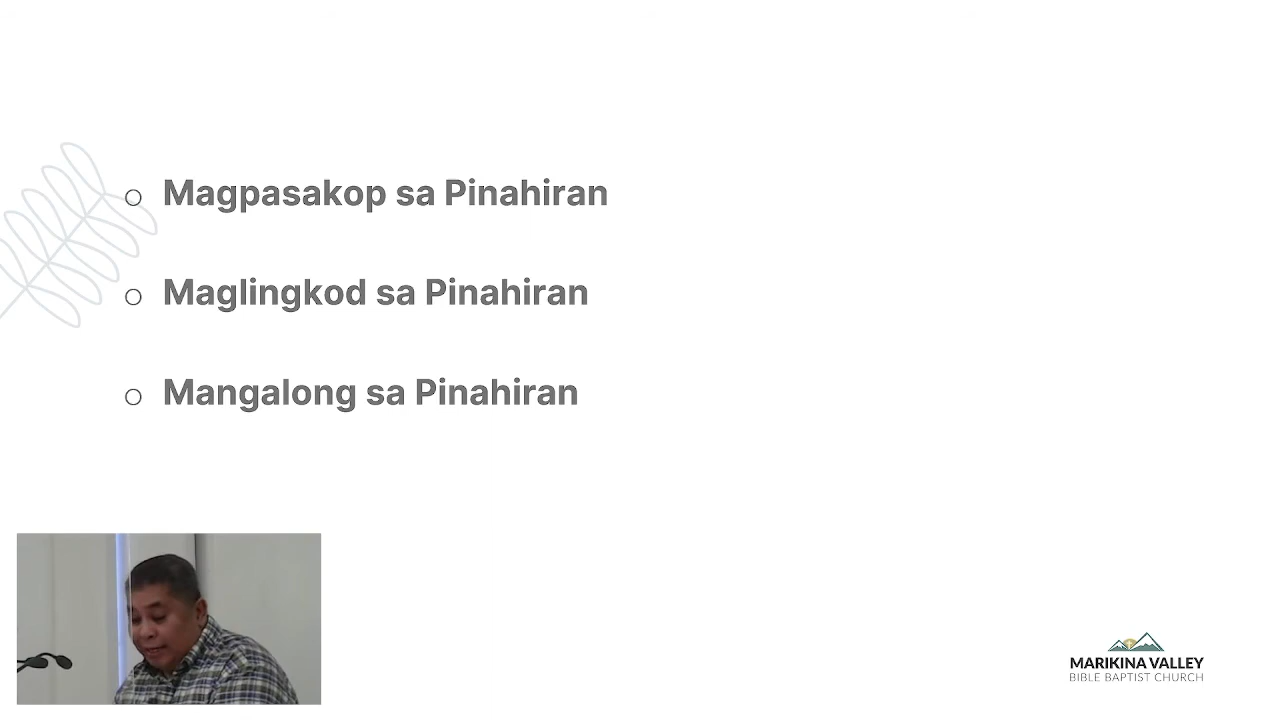 Magpasakop sa Pinahiran
Maglingkod sa Pinahiran
Mangalong sa Pinahiran
MARIKINA VALLEY
BIBLE BAPTIST CHURCH